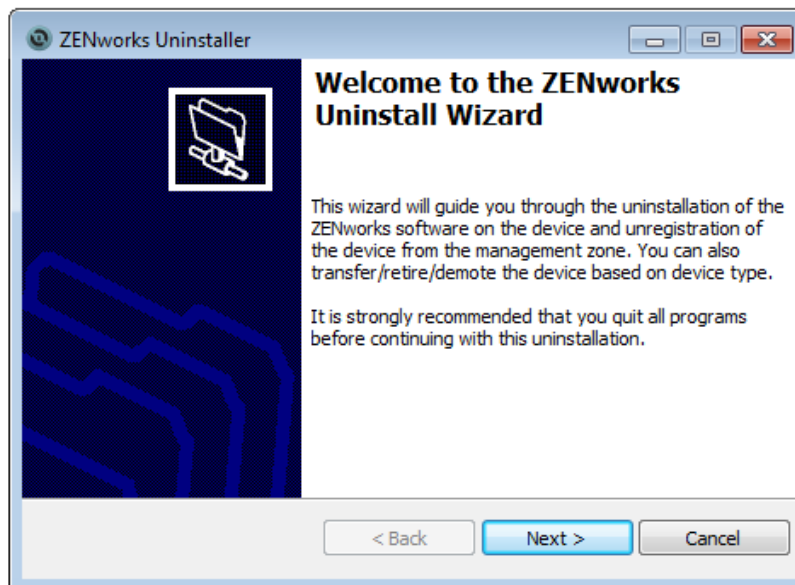 ZENworks Uninstaller
Welcome to the ZENworks
Uninstall Wizard
This wizard will guide you through the uninstallation of the
ZENworks software on the device and unregistration of
the device from the management zone. You can also
transfer/retire/demote the device based on device type.
It is strongly recommended that you quit all programs
before continuing with this uninstallation.
< Back
Next >
Cancel